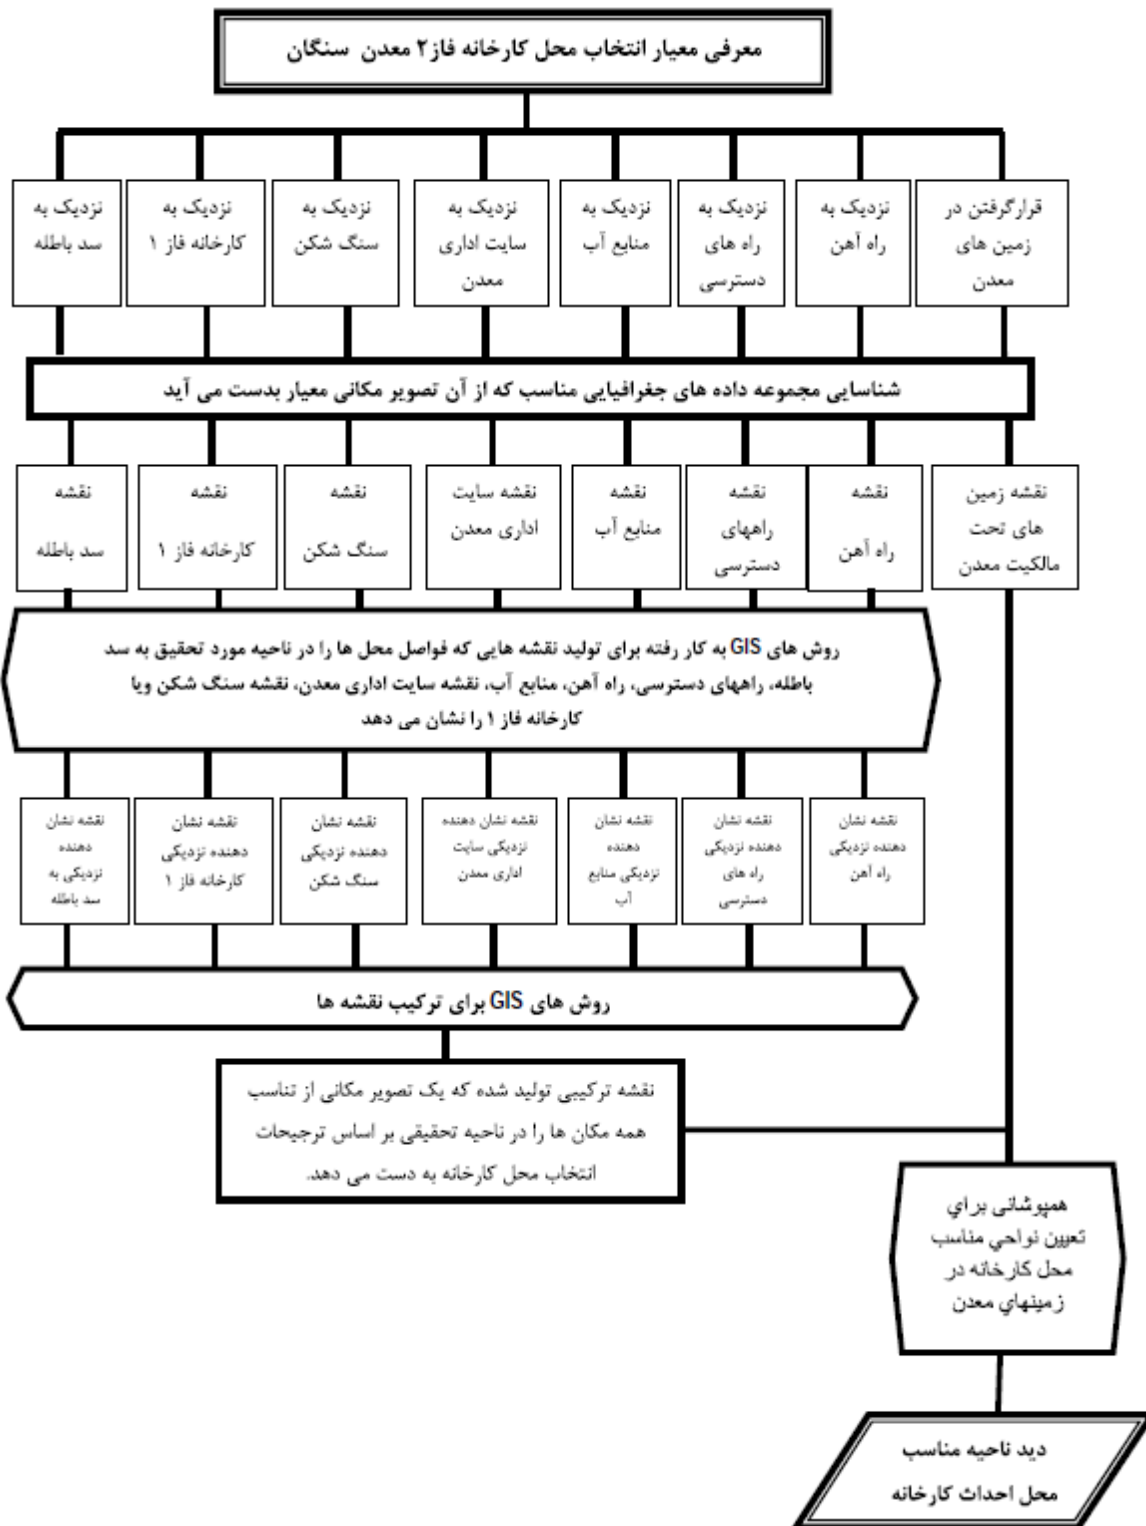 معرفی معیار انتخاب محل کارخانه فاز۲ معدن سنگان
قرارگرفتن در
زمین های
معدن
نزدیک به
راه آهن
نزدیک به
راه های
دسترسی
نزدیک به
منابع آب
نزدیک به
سایت اداری
معدن
نزدیک به
سنگ شکن
نزدیک به
کارخانه فاز ۱
نزدیک به
سد باطله
شناسایی مجموعه داده های جغرافیایی مناسب که از آن تصویر مکانی معیار بدست می آید
نقشه زمین
های تحت
مالکیت معدن
نقشه
راه آهن
نقشه
راههای
دسترسی
نقشه
منابع آب
نقشه سایت
اداری معدن
نقشه
سنگ شکن
نقشه
کارخانه فاز ۱
نقشه
سد باطله
روش های GIS به کار رفته برای تولید نقشه هایی که فواصل محل ها را در ناحیه مورد تحقیق به سد
باطله، راههای دسترسی، راه آهن، منابع آب، نقشه سایت اداری معدن، نقشه سنگ شکن ویا
کارخانه فاز ۱ را نشان می دهد
نقشه نشان
دهنده نزدیکی
راه آهن
نقشه نشان
دهنده نزدیکی
راه های
دسترسی
نقشه نشان
دهنده
نزدیکی منابع
آب
نقشه نشان دهنده
نزدیکی سایت
اداری معدن
نقشه نشان
دهنده نزدیکی
سنگ شکن
نقشه نشان
دهنده نزدیکی
کارخانه فاز ۱
نقشه نشان
دهنده
نزدیکی به
سد باطله
روش های GIS برای ترکیب نقشه ها
نقشه ترکیبی تولید شده که یک تصویر مکانی از تناسب
همه مکان ها را در ناحیه تحقیقی بر اساس ترجیحات
انتخاب محل کارخانه به دست می دهد.
همپوشانی براي
تعیین نواحي مناسب
محل کارخانه در
زمینهاي معدن
دید ناحیه مناسب
محل احداث کارخانه